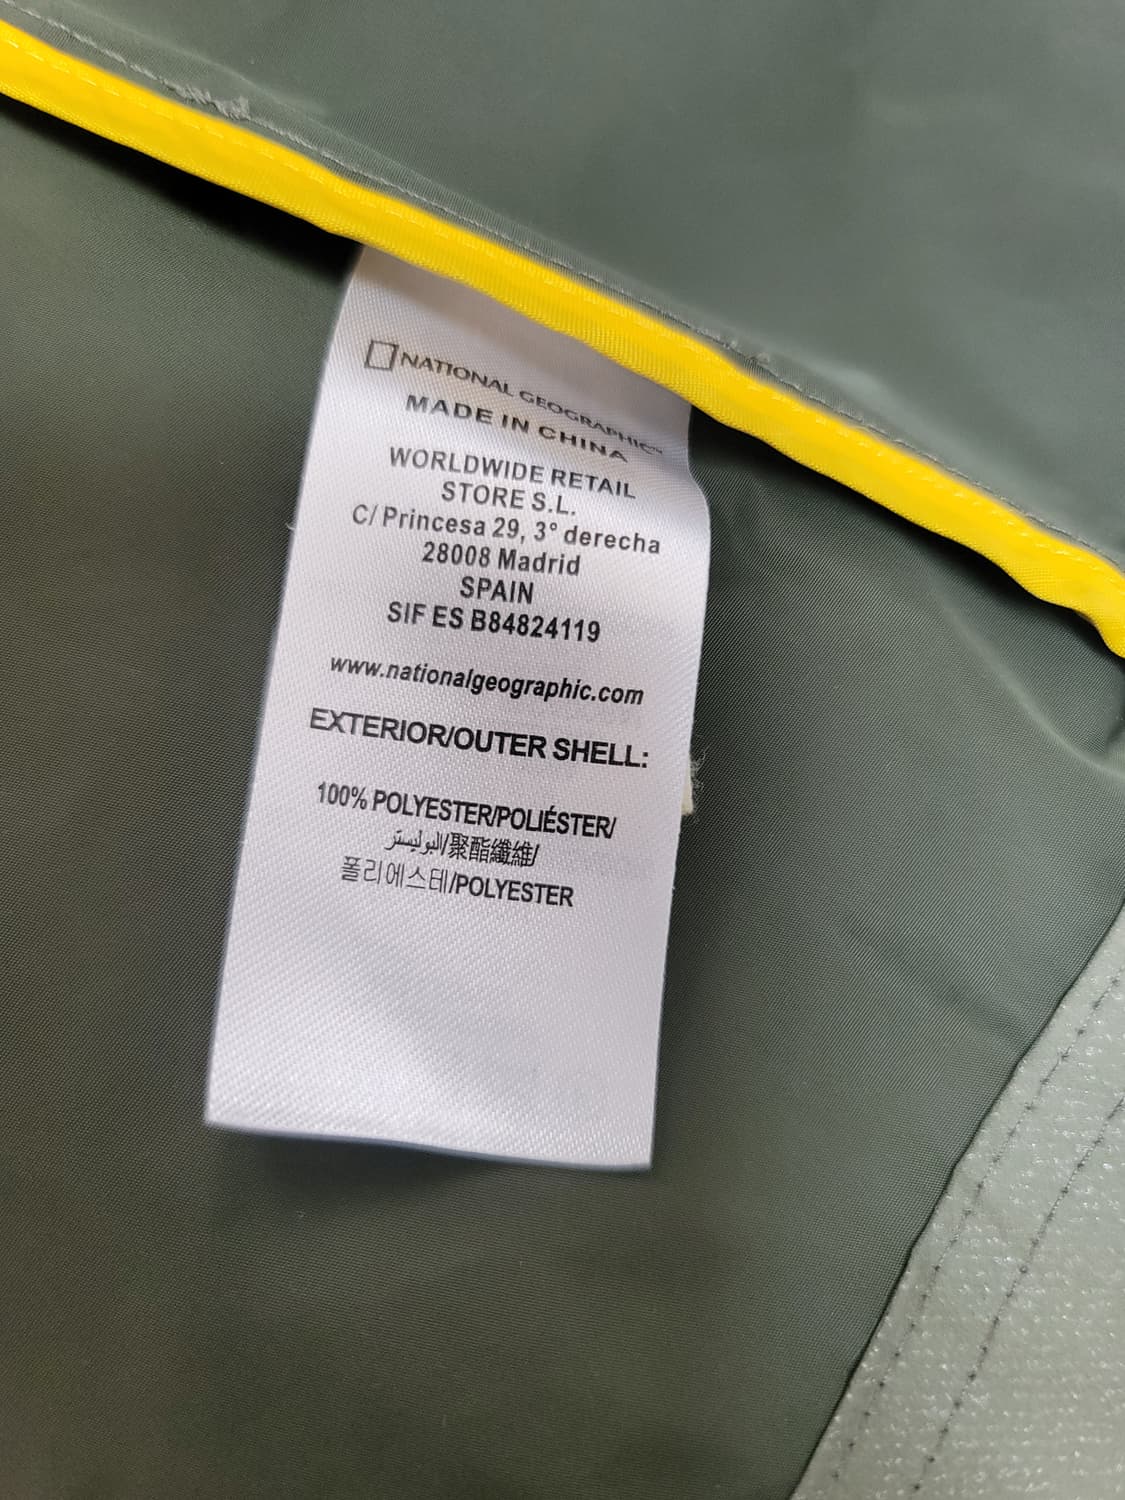 NATIONAL GEOGRAPHIC™
MADE IN CHINA
WORLDWIDE RETAIL
STORE S.L.
C/ Princesa 29, 3° derecha
28008 Madrid
SPAIN
SIF ES B84824119
www.nationalgeographic.com
EXTERIOR/OUTER SHELL:
100% POLYESTER/POLIÉSTER/
البوليستر/聚酯纖維/
폴리에스테/POLYESTER